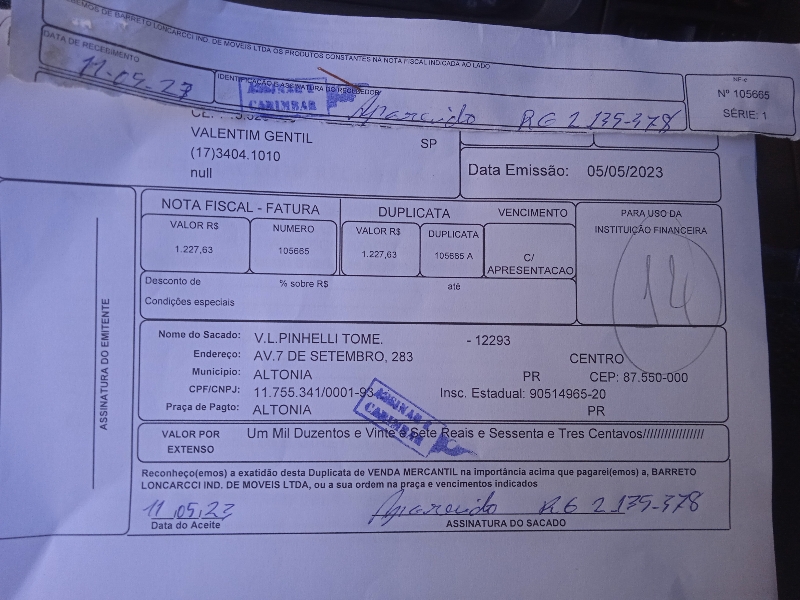 EMOS DE BARRETO LONCARCCI IND. DE MOVEIS LTDA OS PRODUTOS CONSTANTES NA NOTA FISCAL INDICADA AO LADO
DATA DE RECEBIMENTO
11.05.23
IDENTIFICAÇÃO E ASSINATURA DO RECEBEDOR
ASSINAR E
CARIMBAR
Aparecido RG 2 135-378
NF-e
Nº 105665
SÉRIE: 1
VALENTIM GENTIL
SP
(17)3404.1010
null
Data Emissão: 05/05/2023
NOTA FISCAL - FATURA
VALOR R$
NUMERO
1.227,63
105665
DUPLICATA
VENCIMENTO
VALOR R$
DUPLICATA
1.227,63
105665 A
C/
APRESENTACAO
PARA USO DA
INSTITUIÇÃO FINANCEIRA
14
Desconto de % sobre R$ até
Condições especiais
ASSINATURA DO EMITENTE
Nome do Sacado: V.L.PINHELLI TOME. - 12293
Endereço: AV.7 DE SETEMBRO, 283 CENTRO
Município: ALTONIA PR CEP: 87.550-000
CPF/CNPJ: 11.755.341/0001-93 Insc. Estadual: 90514965-20
Praça de Pagto: ALTONIA PR
ASSINAR E
CARIMBAR
VALOR POR
EXTENSO
Um Mil Duzentos e Vinte e Sete Reais e Sessenta e Tres Centavos/////////////////
Reconheço(emos) a exatidão desta Duplicata de VENDA MERCANTIL na importância acima que pagarei(emos) a, BARRETO
LONCARCCI IND. DE MOVEIS LTDA, ou a sua ordem na praça e vencimentos indicados
11.05.23
Data do Aceite
Aparecido RG 2 135-378
ASSINATURA DO SACADO